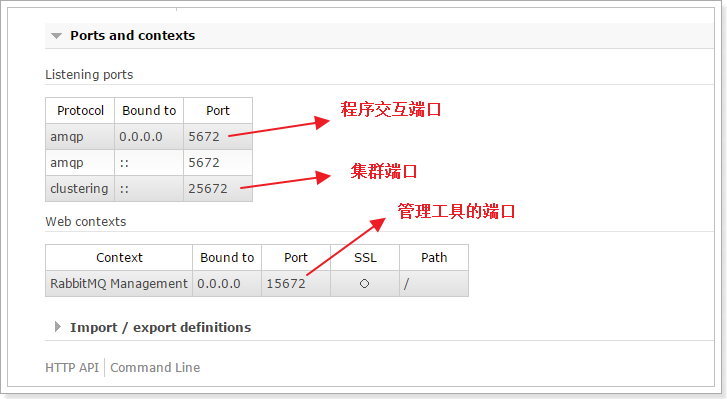 Ports and contexts
Listening ports
Protocol Bound to Port
amqp 0.0.0.0 5672 程序交互端口
amqp :: 5672
clustering :: 25672 集群端口
Web contexts 管理工具的端口
Context Bound to Port SSL Path
RabbitMQ Management 0.0.0.0 15672 ○ /
Import / export definitions
HTTP API Command Line